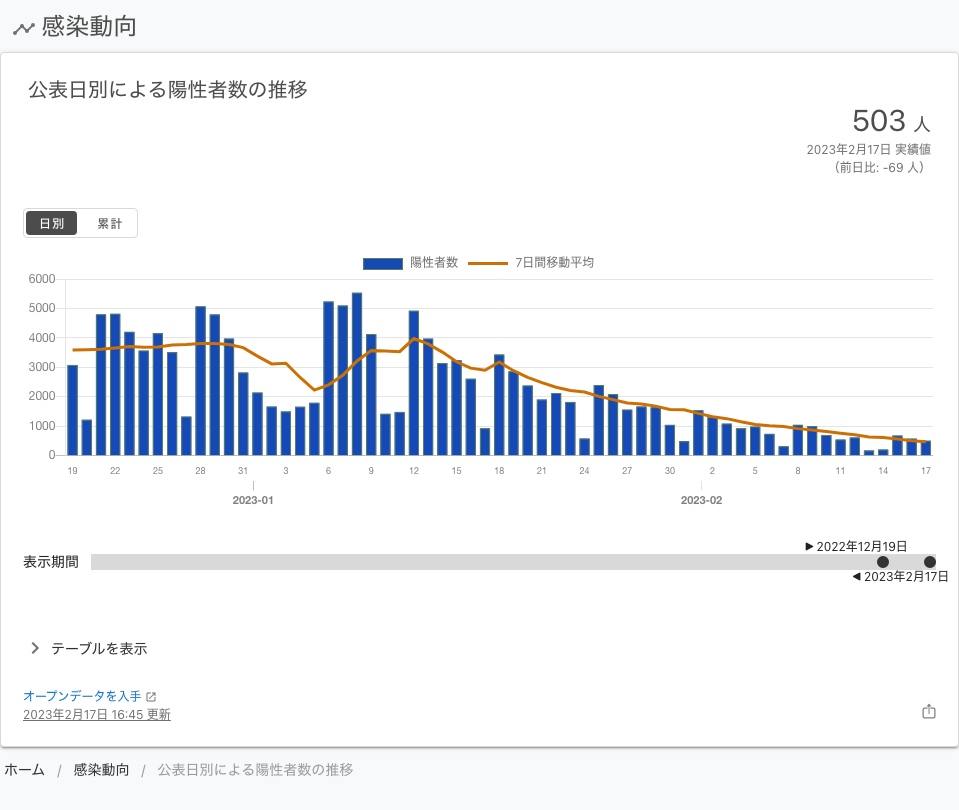 感染動向
公表日別による陽性者数の推移
503 人
2023年2月17日 実績値
（前日比: -69 人）
日別 累計
陽性者数 7日間移動平均
6000
5000
4000
3000
2000
1000
0
19 22 25 28 31 3 6 9 12 15 18 21 24 27 30 2 5 8 11 14 17
2023-01 2023-02
▶ 2022年12月19日
表示期間
◀ 2023年2月17日
テーブルを表示
オープンデータを入手
2023年2月17日 16:45 更新
ホーム / 感染動向 / 公表日別による陽性者数の推移